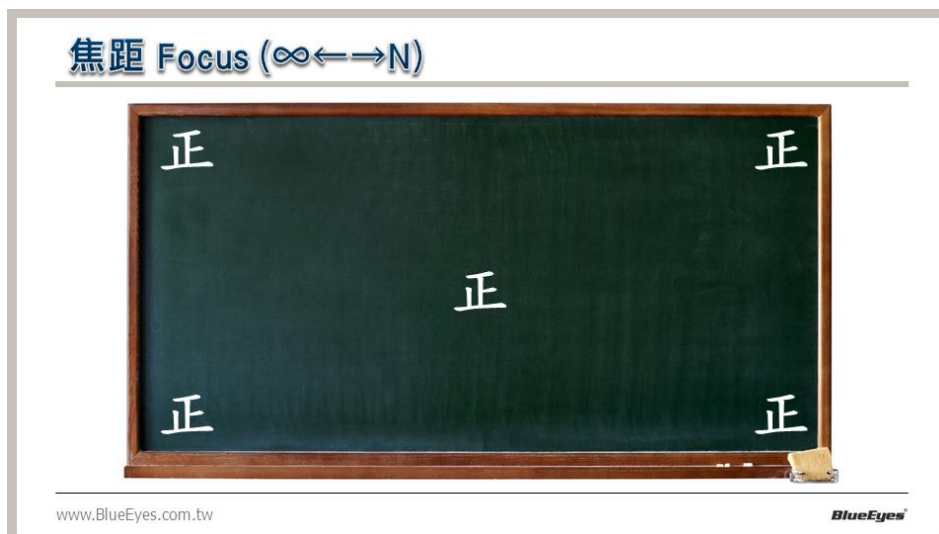 焦距 Focus (∞←→N)
正 正
正
正 正
www.BlueEyes.com.tw BlueEyes